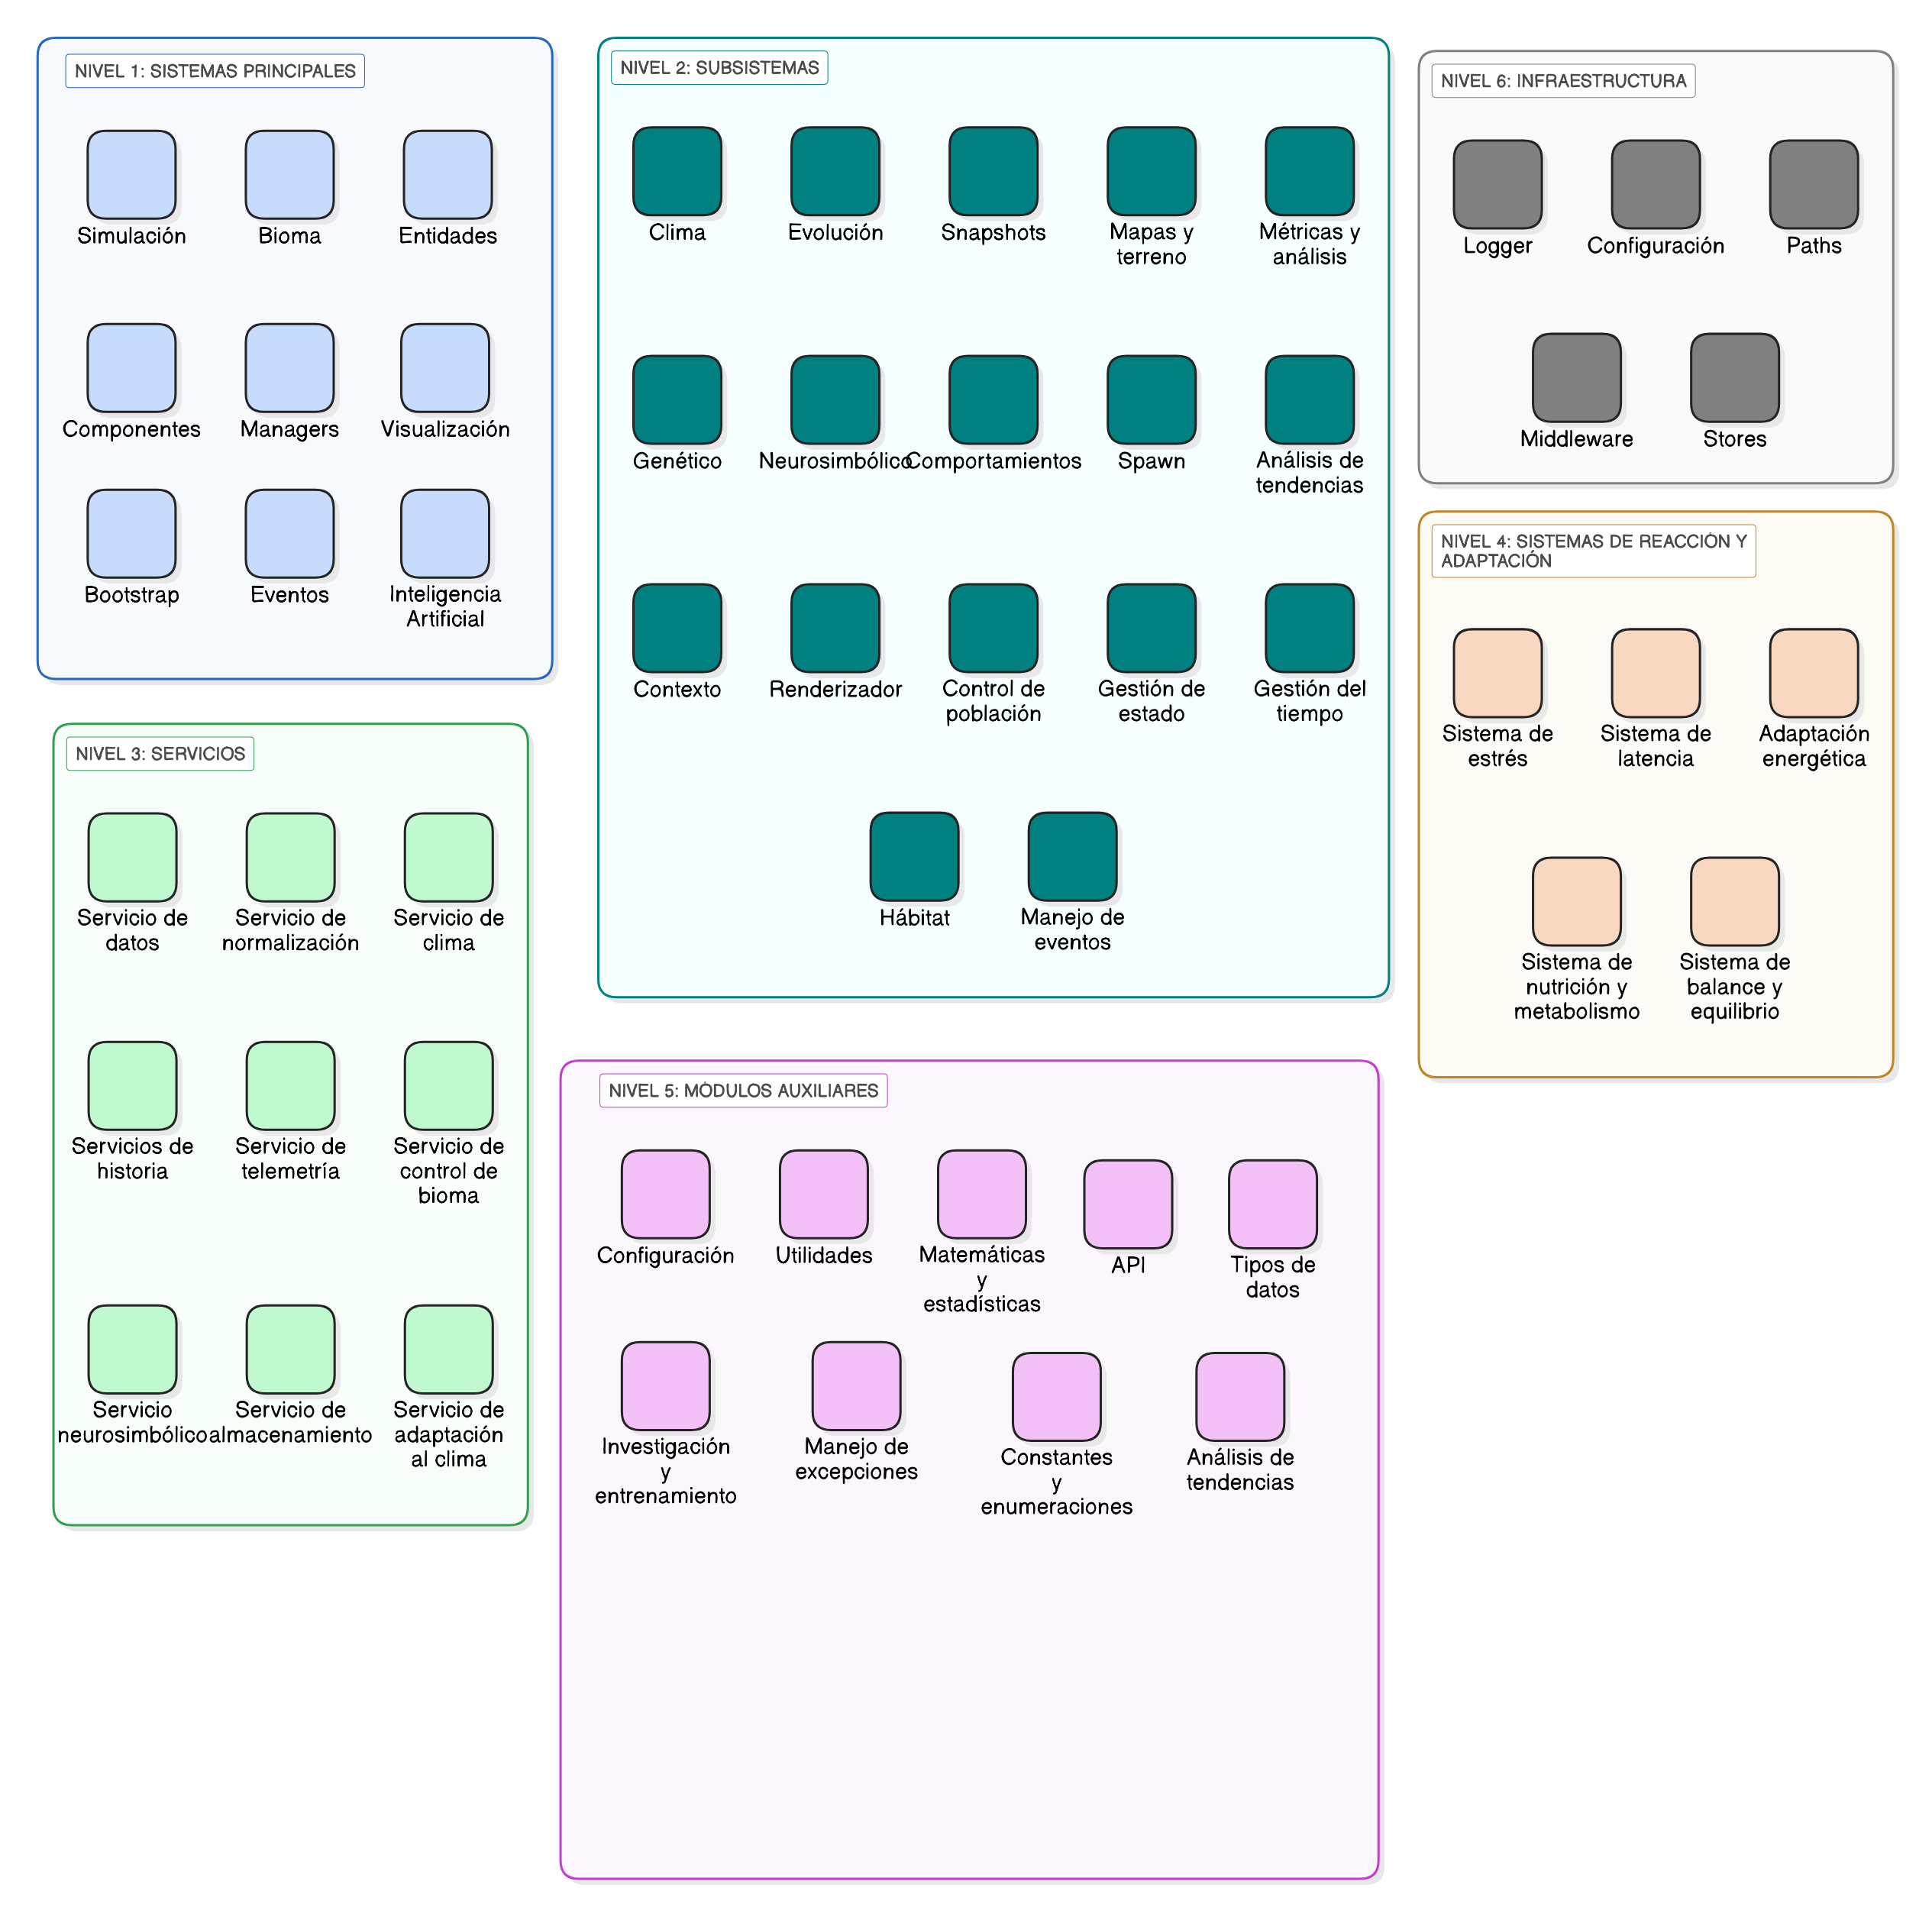 NIVEL 1: SISTEMAS PRINCIPALES
Simulación
Bioma
Entidades
Componentes
Managers
Visualización
Bootstrap
Eventos
Inteligencia
Artificial
NIVEL 2: SUBSISTEMAS
Clima
Evolución
Snapshots
Mapas y
terreno
Métricas y
análisis
Genético
Neurosimbólico
Comportamientos
Spawn
Análisis de
tendencias
Contexto
Renderizador
Control de
población
Gestión de
estado
Gestión del
tiempo
Hábitat
Manejo de
eventos
NIVEL 6: INFRAESTRUCTURA
Logger
Configuración
Paths
Middleware
Stores
NIVEL 4: SISTEMAS DE REACCIÓN Y
ADAPTACIÓN
Sistema de
estrés
Sistema de
latencia
Adaptación
energética
Sistema de
nutrición y
metabolismo
Sistema de
balance y
equilibrio
NIVEL 3: SERVICIOS
Servicio de
datos
Servicio de
normalización
Servicio de
clima
Servicios de
historia
Servicio de
telemetría
Servicio de
control de
bioma
Servicio
neurosimbólico
Servicio de
almacenamiento
Servicio de
adaptación
al clima
NIVEL 5: MÓDULOS AUXILIARES
Configuración
Utilidades
Matemáticas
y
estadísticas
API
Tipos de
datos
Investigación
y
entrenamiento
Manejo de
excepciones
Constantes
y
enumeraciones
Análisis de
tendencias